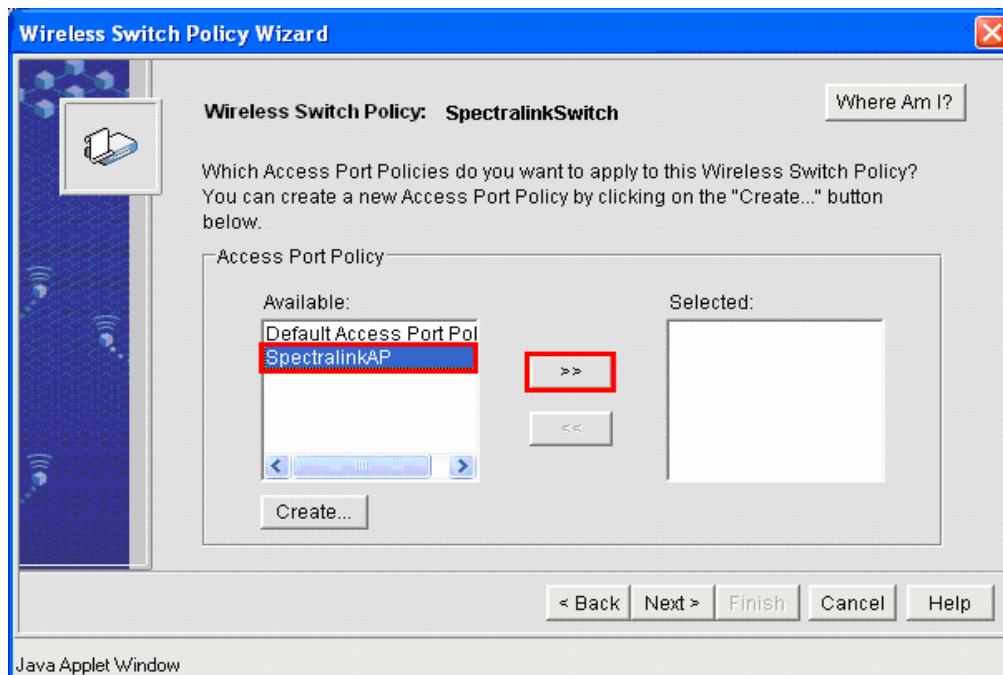 Wireless Switch Policy Wizard
Wireless Switch Policy: SpectralinkSwitch
Where Am I?
Which Access Port Policies do you want to apply to this Wireless Switch Policy?
You can create a new Access Port Policy by clicking on the "Create..." button
below.
Access Port Policy
Available:
Selected:
Default Access Port Pol
SpectralinkAP
>>
<<
Create...
< Back
Next >
Finish
Cancel
Help
Java Applet Window